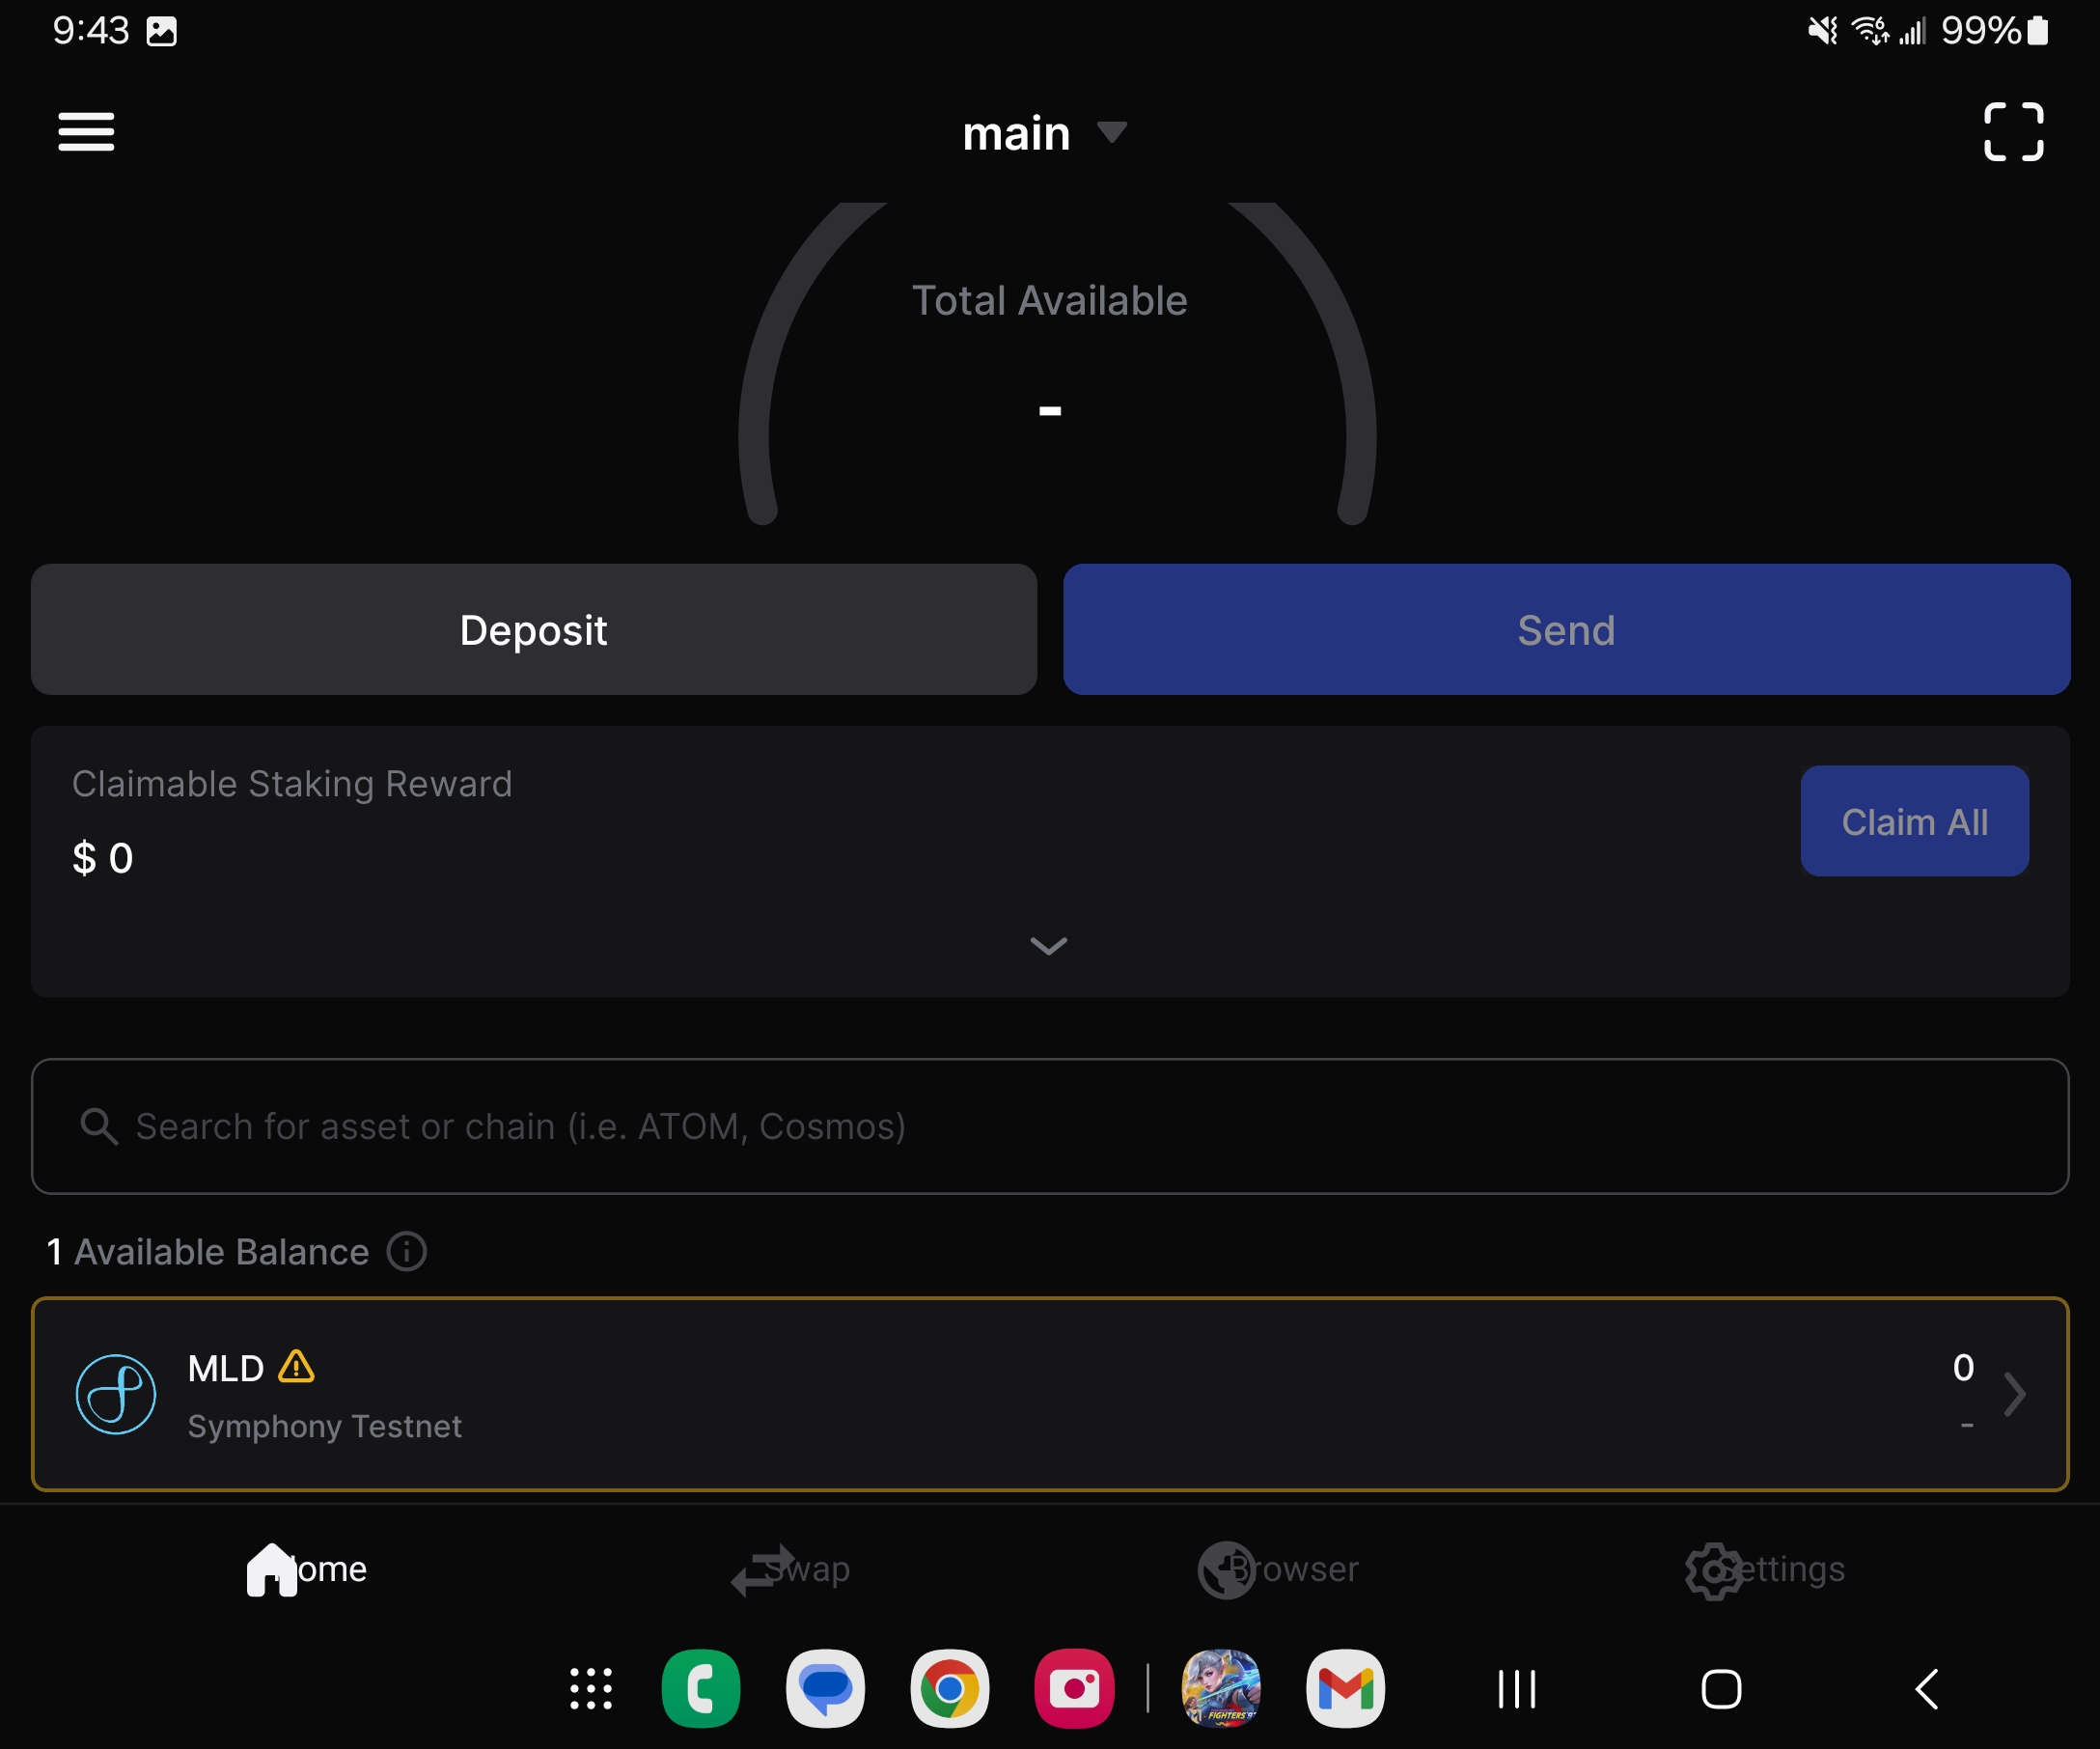 9:43
99%
main
Total Available
-
Deposit
Send
Claimable Staking Reward
$ 0
Claim All
Search for asset or chain (i.e. ATOM, Cosmos)
1 Available Balance
MLD
0
Symphony Testnet
-
Home
Swap
Browser
Settings